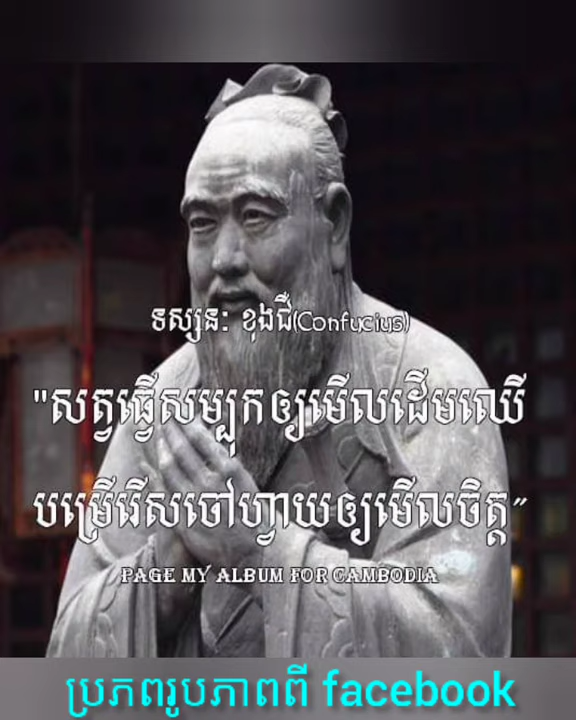 ទស្សនៈ ខុងជឺ(Confucius)
"សត្វធ្វើសម្បុកឲ្យមើលដើមឈើ
បម្រើរើសចៅហ្វាយឲ្យមើលចិត្ត"
PAGE MY ALBUM FOR CAMBODIA
ប្រភពរូបភាពពី facebook